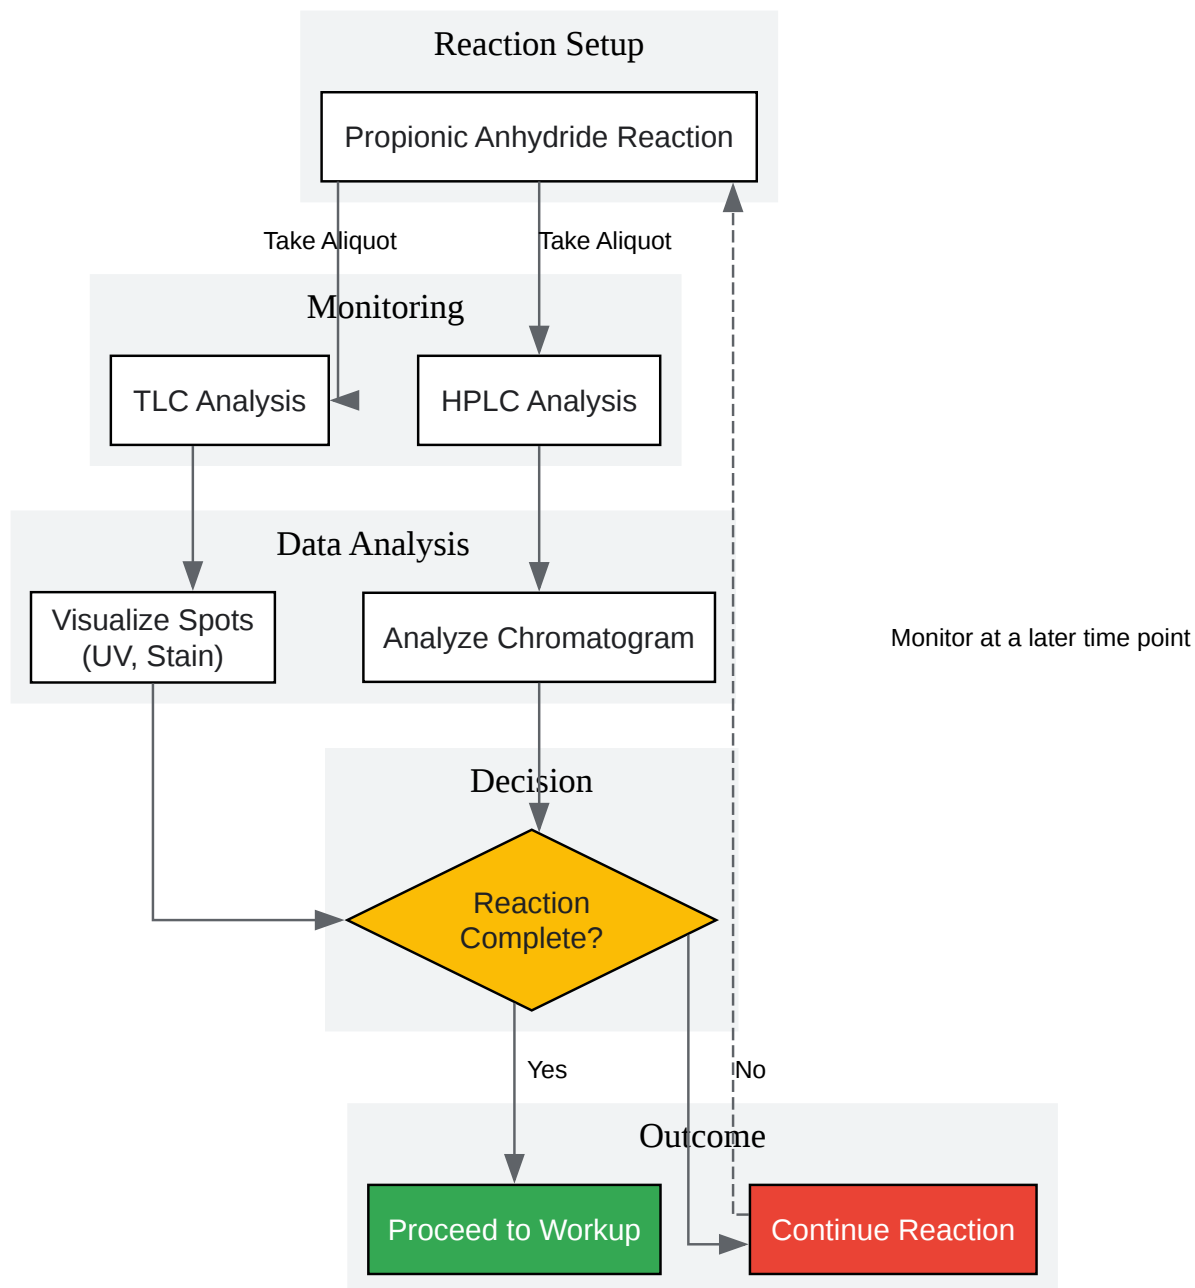 Reaction Setup
Propionic Anhydride Reaction
Take Aliquot
Take Aliquot
Monitoring
TLC Analysis
HPLC Analysis
Data Analysis
Visualize Spots
(UV, Stain)
Analyze Chromatogram
Monitor at a later time point
Decision
Reaction
Complete?
Yes
No
Outcome
Proceed to Workup
Continue Reaction